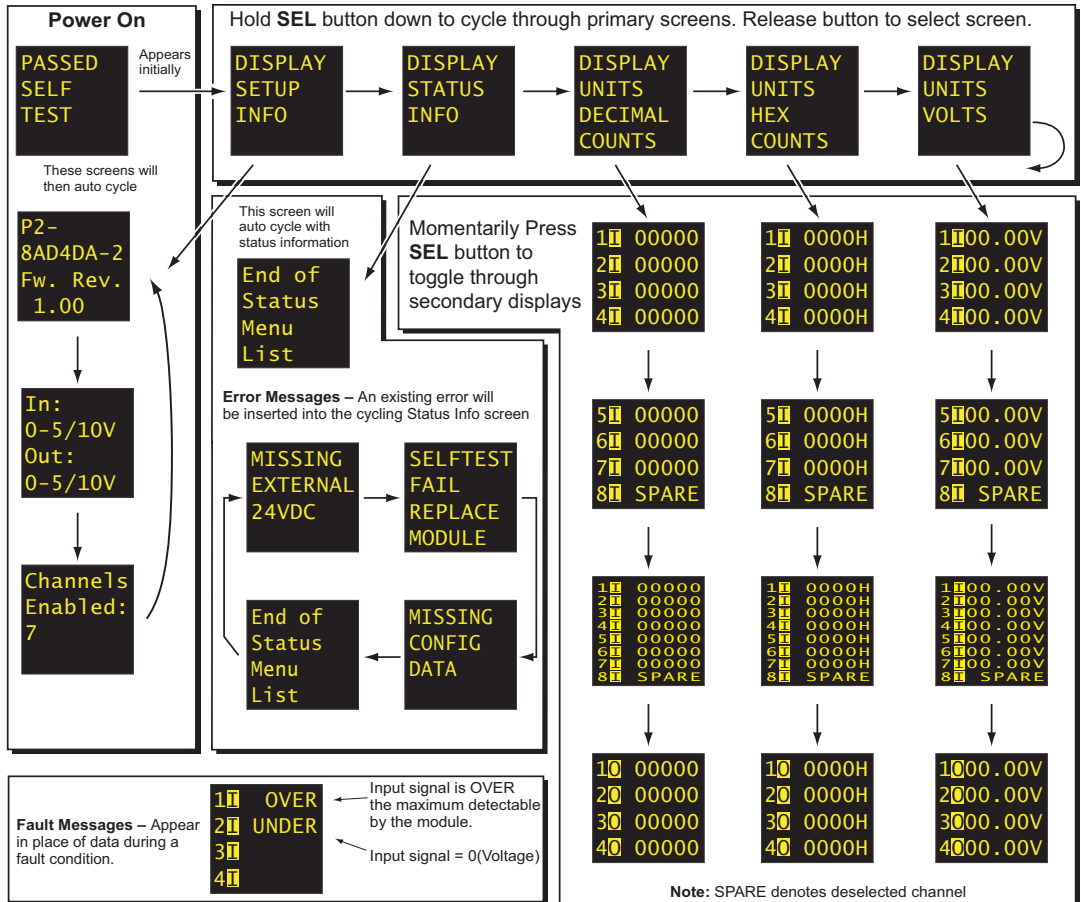 Power On
PASSED
SELF
TEST
Appears
initially
These screens will
then auto cycle
P2-
8AD4DA-2
Fw. Rev.
1.00
In:
0-5/10V
Out:
0-5/10V
Channels
Enabled:
7
Hold SEL button down to cycle through primary screens. Release button to select screen.
DISPLAY
SETUP
INFO
DISPLAY
STATUS
INFO
DISPLAY
UNITS
DECIMAL
COUNTS
DISPLAY
UNITS
HEX
COUNTS
DISPLAY
UNITS
VOLTS
This screen will
auto cycle with
status information
End of
Status
Menu
List
Error Messages – An existing error will
be inserted into the cycling Status Info screen
MISSING
EXTERNAL
24VDC
SELFTEST
FAIL
REPLACE
MODULE
End of
Status
Menu
List
MISSING
CONFIG
DATA
Momentarily Press
SEL button to
toggle through
secondary displays
1I 00000
2I 00000
3I 00000
4I 00000
1I 0000H
2I 0000H
3I 0000H
4I 0000H
1I00.00V
2I00.00V
3I00.00V
4I00.00V
5I 00000
6I 00000
7I 00000
8I SPARE
5I 0000H
6I 0000H
7I 0000H
8I SPARE
5I00.00V
6I00.00V
7I00.00V
8I SPARE
1I 00000
2I 00000
3I 00000
4I 00000
5I 00000
6I 00000
7I 00000
8I SPARE
1I 0000H
2I 0000H
3I 0000H
4I 0000H
5I 0000H
6I 0000H
7I 0000H
8I SPARE
1I00.00V
2I00.00V
3I00.00V
4I00.00V
5I00.00V
6I00.00V
7I00.00V
8I SPARE
1O 00000
2O 00000
3O 00000
4O 00000
1O 0000H
2O 0000H
3O 0000H
4O 0000H
1O00.00V
2O00.00V
3O00.00V
4O00.00V
Note: SPARE denotes deselected channel
Fault Messages – Appear
in place of data during a
fault condition.
1I OVER
2I UNDER
3I
4I
Input signal is OVER
the maximum detectable
by the module.
Input signal = 0(Voltage)